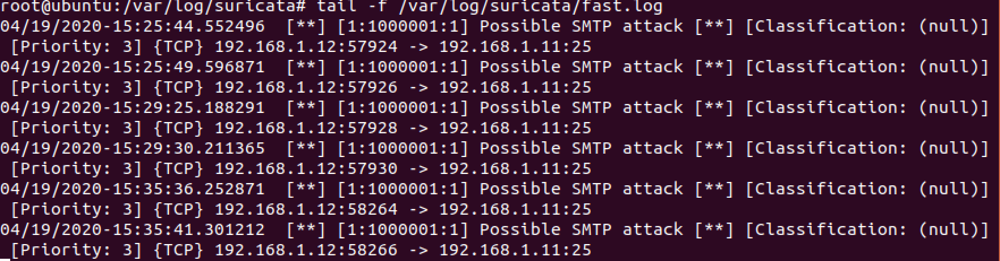 root@ubuntu:/var/log/suricata# tail -f /var/log/suricata/fast.log
04/19/2020-15:25:44.552496  [**] [1:1000001:1] Possible SMTP attack [**] [Classification: (null)]
 [Priority: 3] {TCP} 192.168.1.12:57924 -> 192.168.1.11:25
04/19/2020-15:25:49.596871  [**] [1:1000001:1] Possible SMTP attack [**] [Classification: (null)]
 [Priority: 3] {TCP} 192.168.1.12:57926 -> 192.168.1.11:25
04/19/2020-15:29:25.188291  [**] [1:1000001:1] Possible SMTP attack [**] [Classification: (null)]
 [Priority: 3] {TCP} 192.168.1.12:57928 -> 192.168.1.11:25
04/19/2020-15:29:30.211365  [**] [1:1000001:1] Possible SMTP attack [**] [Classification: (null)]
 [Priority: 3] {TCP} 192.168.1.12:57930 -> 192.168.1.11:25
04/19/2020-15:35:36.252871  [**] [1:1000001:1] Possible SMTP attack [**] [Classification: (null)]
 [Priority: 3] {TCP} 192.168.1.12:58264 -> 192.168.1.11:25
04/19/2020-15:35:41.301212  [**] [1:1000001:1] Possible SMTP attack [**] [Classification: (null)]
 [Priority: 3] {TCP} 192.168.1.12:58266 -> 192.168.1.11:25